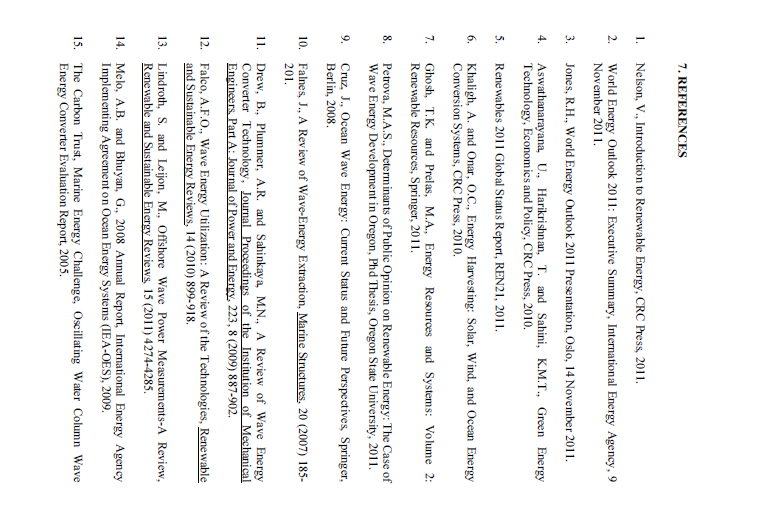 7. REFERENCES
1. Nelson, V., Introduction to Renewable Energy, CRC Press, 2011.
2. World Energy Outlook 2011: Executive Summary, International Energy Agency, 9
November 2011.
3. Jones, R.H., World Energy Outlook 2011 Presentation, Oslo, 14 November 2011.
4. Aswathanarayana, U., Harikrishnan, T. and Sahini, K.M.T., Green Energy
Technology, Economics and Policy, CRC Press, 2010.
5. Renewables 2011 Global Status Report, REN21, 2011.
6. Khaligh, A. and Onar, O.C., Energy Harvesting: Solar, Wind, and Ocean Energy
Conversion Systems, CRC Press, 2010.
7. Ghosh, T.K. and Prelas, M.A., Energy Resources and Systems: Volume 2:
Renewable Resources, Springer, 2011.
8. Petrova, M.A.S., Determinants of Public Opinion on Renewable Energy: The Case of
Wave Energy Development in Oregon, Phd Thesis, Oregon State University, 2011.
9. Cruz, J., Ocean Wave Energy: Current Status and Future Perspectives, Springer,
Berlin, 2008.
10. Falnes, J., A Review of Wave-Energy Extraction, Marine Structures, 20 (2007) 185-
201.
11. Drew, B., Plummer, A.R. and Sahinkaya, M.N., A Review of Wave Energy
Converter Technology, Journal Proceedings of the Institution of Mechanical
Engineers, Part A: Journal of Power and Energy, 223, 8 (2009) 887-902.
12. Falco, A.F.O., Wave Energy Utilization: A Review of the Technologies, Renewable
and Sustainable Energy Reviews, 14 (2010) 899-918.
13. Lindroth, S. and Leijon, M., Offshore Wave Power Measurements-A Review,
Renewable and Sustainable Energy Reviews, 15 (2011) 4274-4285.
14. Melo, A.B. and Bhuyan, G., 2008 Annual Report, International Energy Agency
Implementing Agreement on Ocean Energy Systems (IEA-OES), 2009.
15. The Carbon Trust, Marine Energy Challenge, Oscillating Water Column Wave
Energy Converter Evaluation Report, 2005.